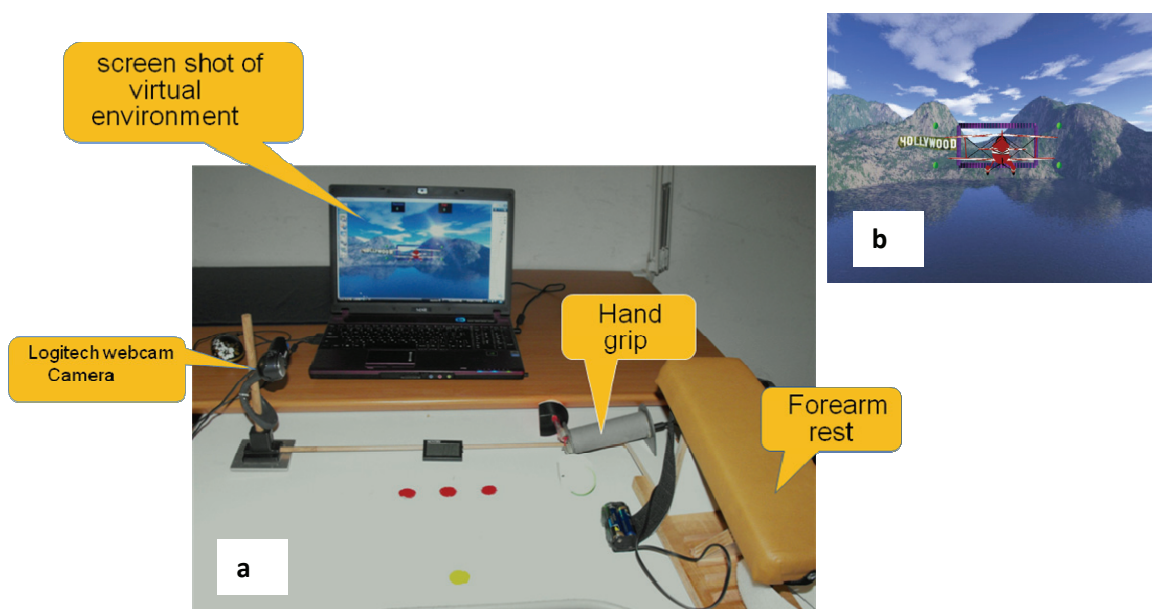 screen shot of
virtual
environment
HOLLYWOOD
b
Logitech webcam
Camera
Hand
grip
Forearm
rest
a